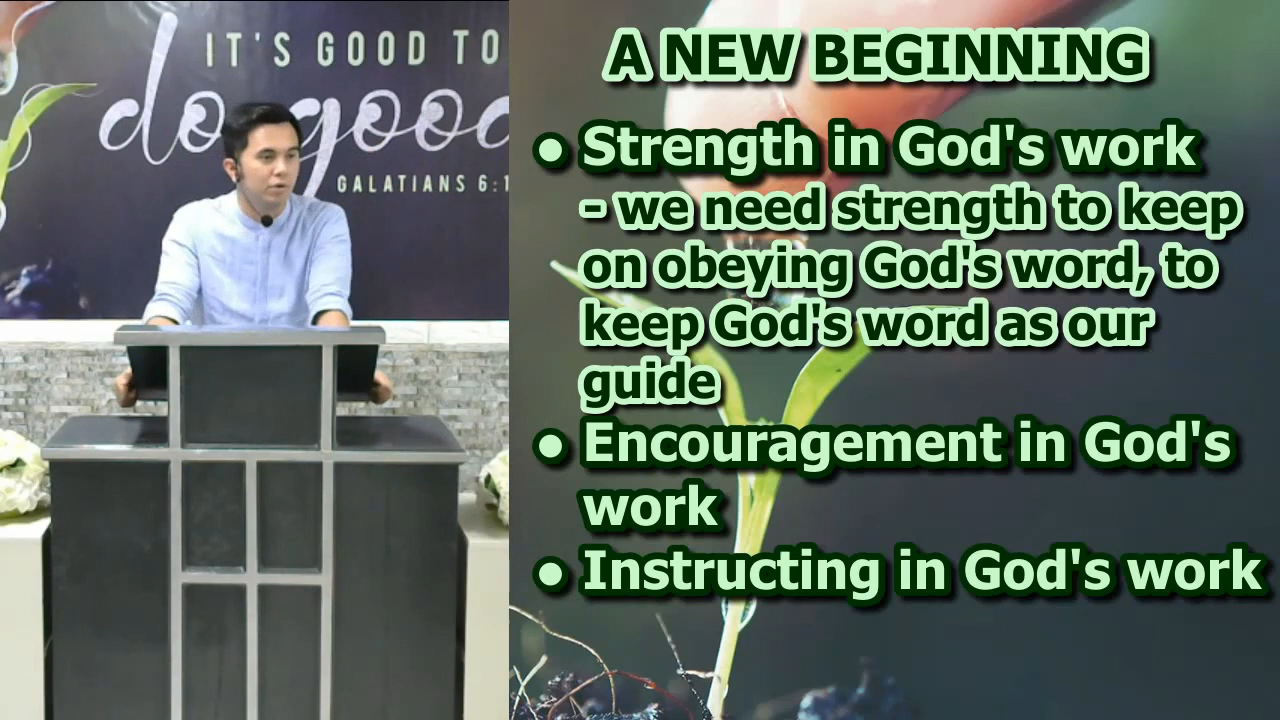 IT'S GOOD TO
do good
GALATIANS 6:1
A NEW BEGINNING
● Strength in God's work
- we need strength to keep
on obeying God's word, to
keep God's word as our
guide
● Encouragement in God's
work
● Instructing in God's work